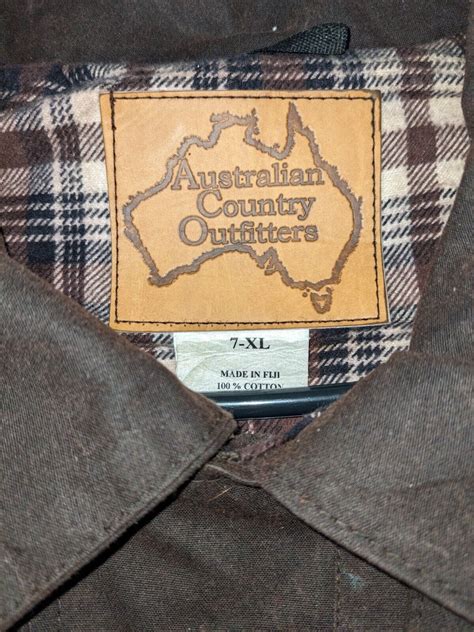 Australian
Country
Outfitters
7-XL
MADE IN FIJI
100 % COTTON